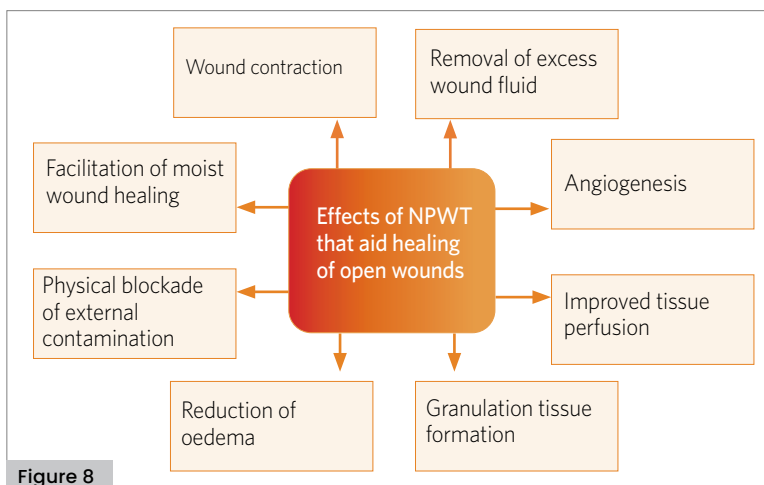 Wound contraction
Removal of excess
wound fluid
Facilitation of moist
wound healing
Effects of NPWT
that aid healing
of open wounds
Angiogenesis
Physical blockade
of external
contamination
Improved tissue
perfusion
Reduction of
oedema
Granulation tissue
formation
Figure 8